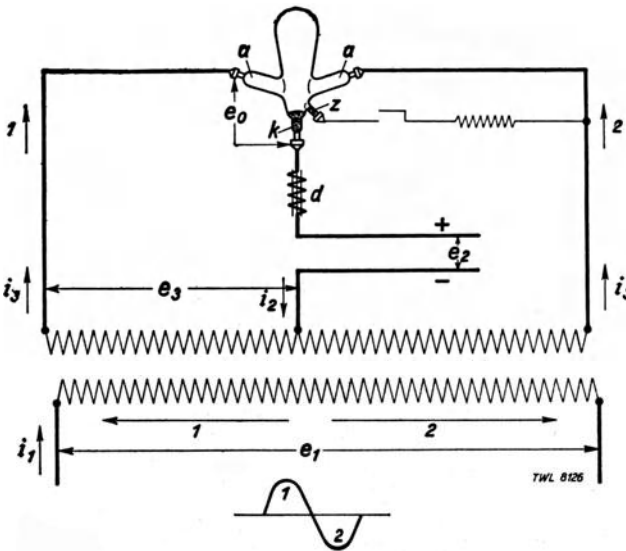 a a
z
e₀
k
1 2
d
+
e₂
−
i₃ e₃ i₂ i₃
1 2
i₁ e₁
TWL 8126
1
2